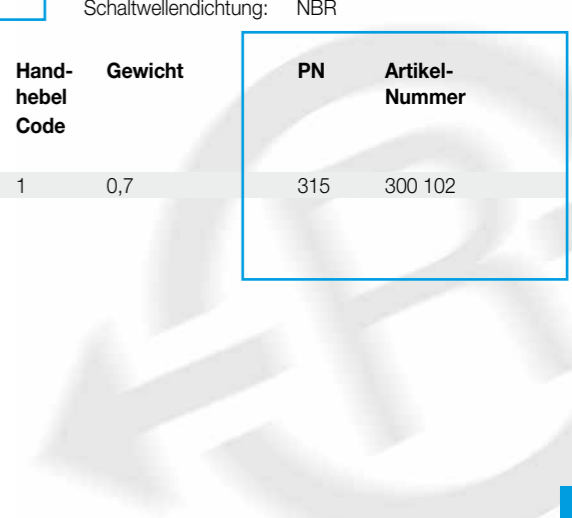 Schaltwellendichtung: NBR
Hand- Gewicht PN Artikel-
hebel Nummer
Code
1 0,7 315 300 102